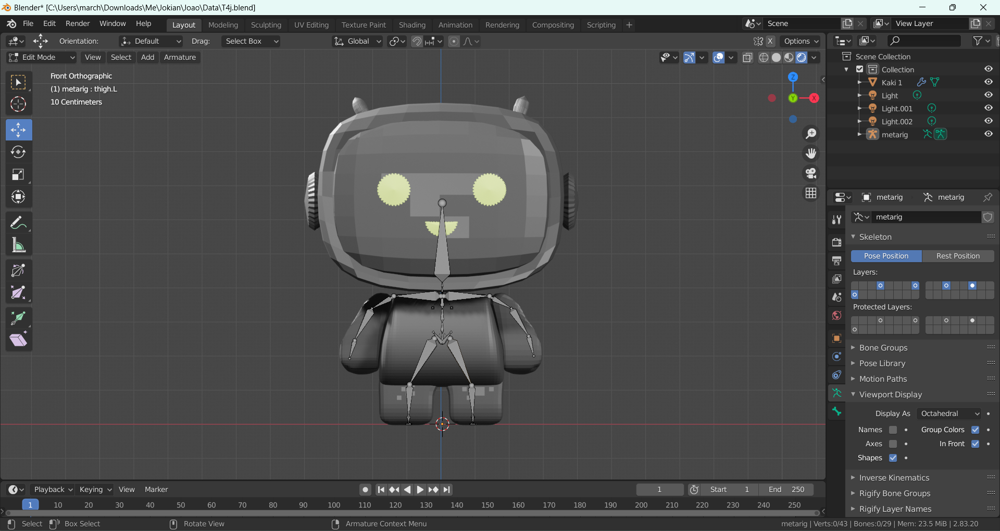 Blender* [C:\Users\march\Downloads\Me\Jokian\Joao\Data\T4j.blend]
File Edit Render Window Help Layout Modeling Sculpting UV Editing Texture Paint Shading Animation Rendering Compositing Scripting + Scene View Layer
Orientation: Default Drag: Select Box Global X Options
Edit Mode View Select Add Armature
Front Orthographic
(1) metarig : thigh.L
10 Centimeters
Z
Y
X
Scene Collection
Collection
Kaki 1
Light
Light.001
Light.002
metarig
metarig metarig
metarig
Skeleton
Pose Position Rest Position
Layers:
Protected Layers:
Bone Groups
Pose Library
Motion Paths
Viewport Display
Display As Octahedral
Names Group Colors
Axes In Front
Shapes
Inverse Kinematics
Rigify Bone Groups
Rigify Layer Names
Playback Keying View Marker 1 Start 1 End 250
1 10 20 30 40 50 60 70 80 90 100 110 120 130 140 150 160 170 180 190 200 210 220 230 240 250
Select Box Select Rotate View Armature Context Menu metarig | Verts:0/43 | Bones:0/29 | Mem: 23.5 MiB | 2.83.20